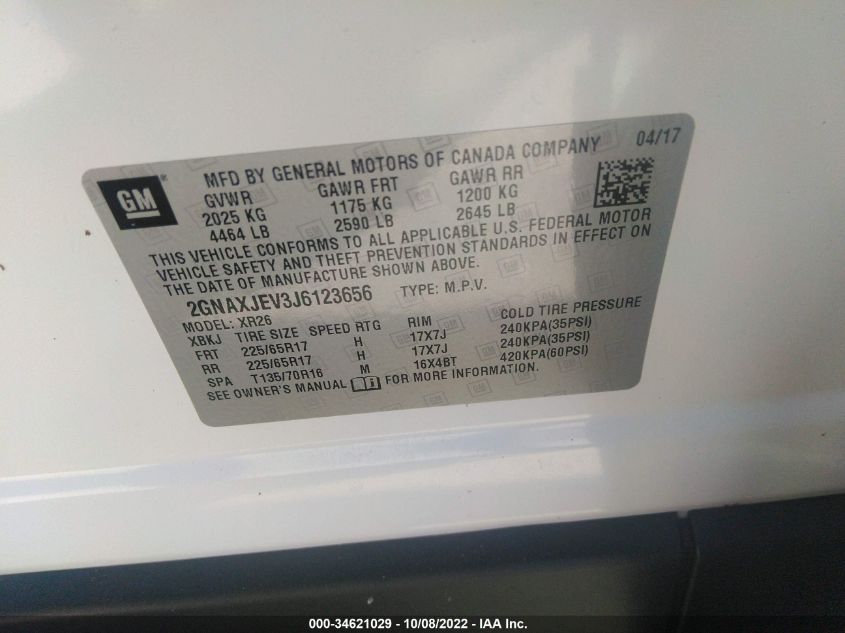 GM
MFD BY GENERAL MOTORS OF CANADA COMPANY 04/17
GVWR GAWR FRT GAWR RR
2025 KG 1175 KG 1200 KG
4464 LB 2590 LB 2645 LB
THIS VEHICLE CONFORMS TO ALL APPLICABLE U.S. FEDERAL MOTOR
VEHICLE SAFETY AND THEFT PREVENTION STANDARDS IN EFFECT ON
THE DATE OF MANUFACTURE SHOWN ABOVE.
2GNAXJEV3J6123656 TYPE: M.P.V.
MODEL: XR26
XBKJ TIRE SIZE SPEED RTG RIM COLD TIRE PRESSURE
FRT 225/65R17 H 17X7J 240KPA(35PSI)
RR 225/65R17 H 17X7J 240KPA(35PSI)
SPA T135/70R16 M 16X4BT 420KPA(60PSI)
SEE OWNER'S MANUAL FOR MORE INFORMATION.
000-34621029 - 10/08/2022 - IAA Inc.